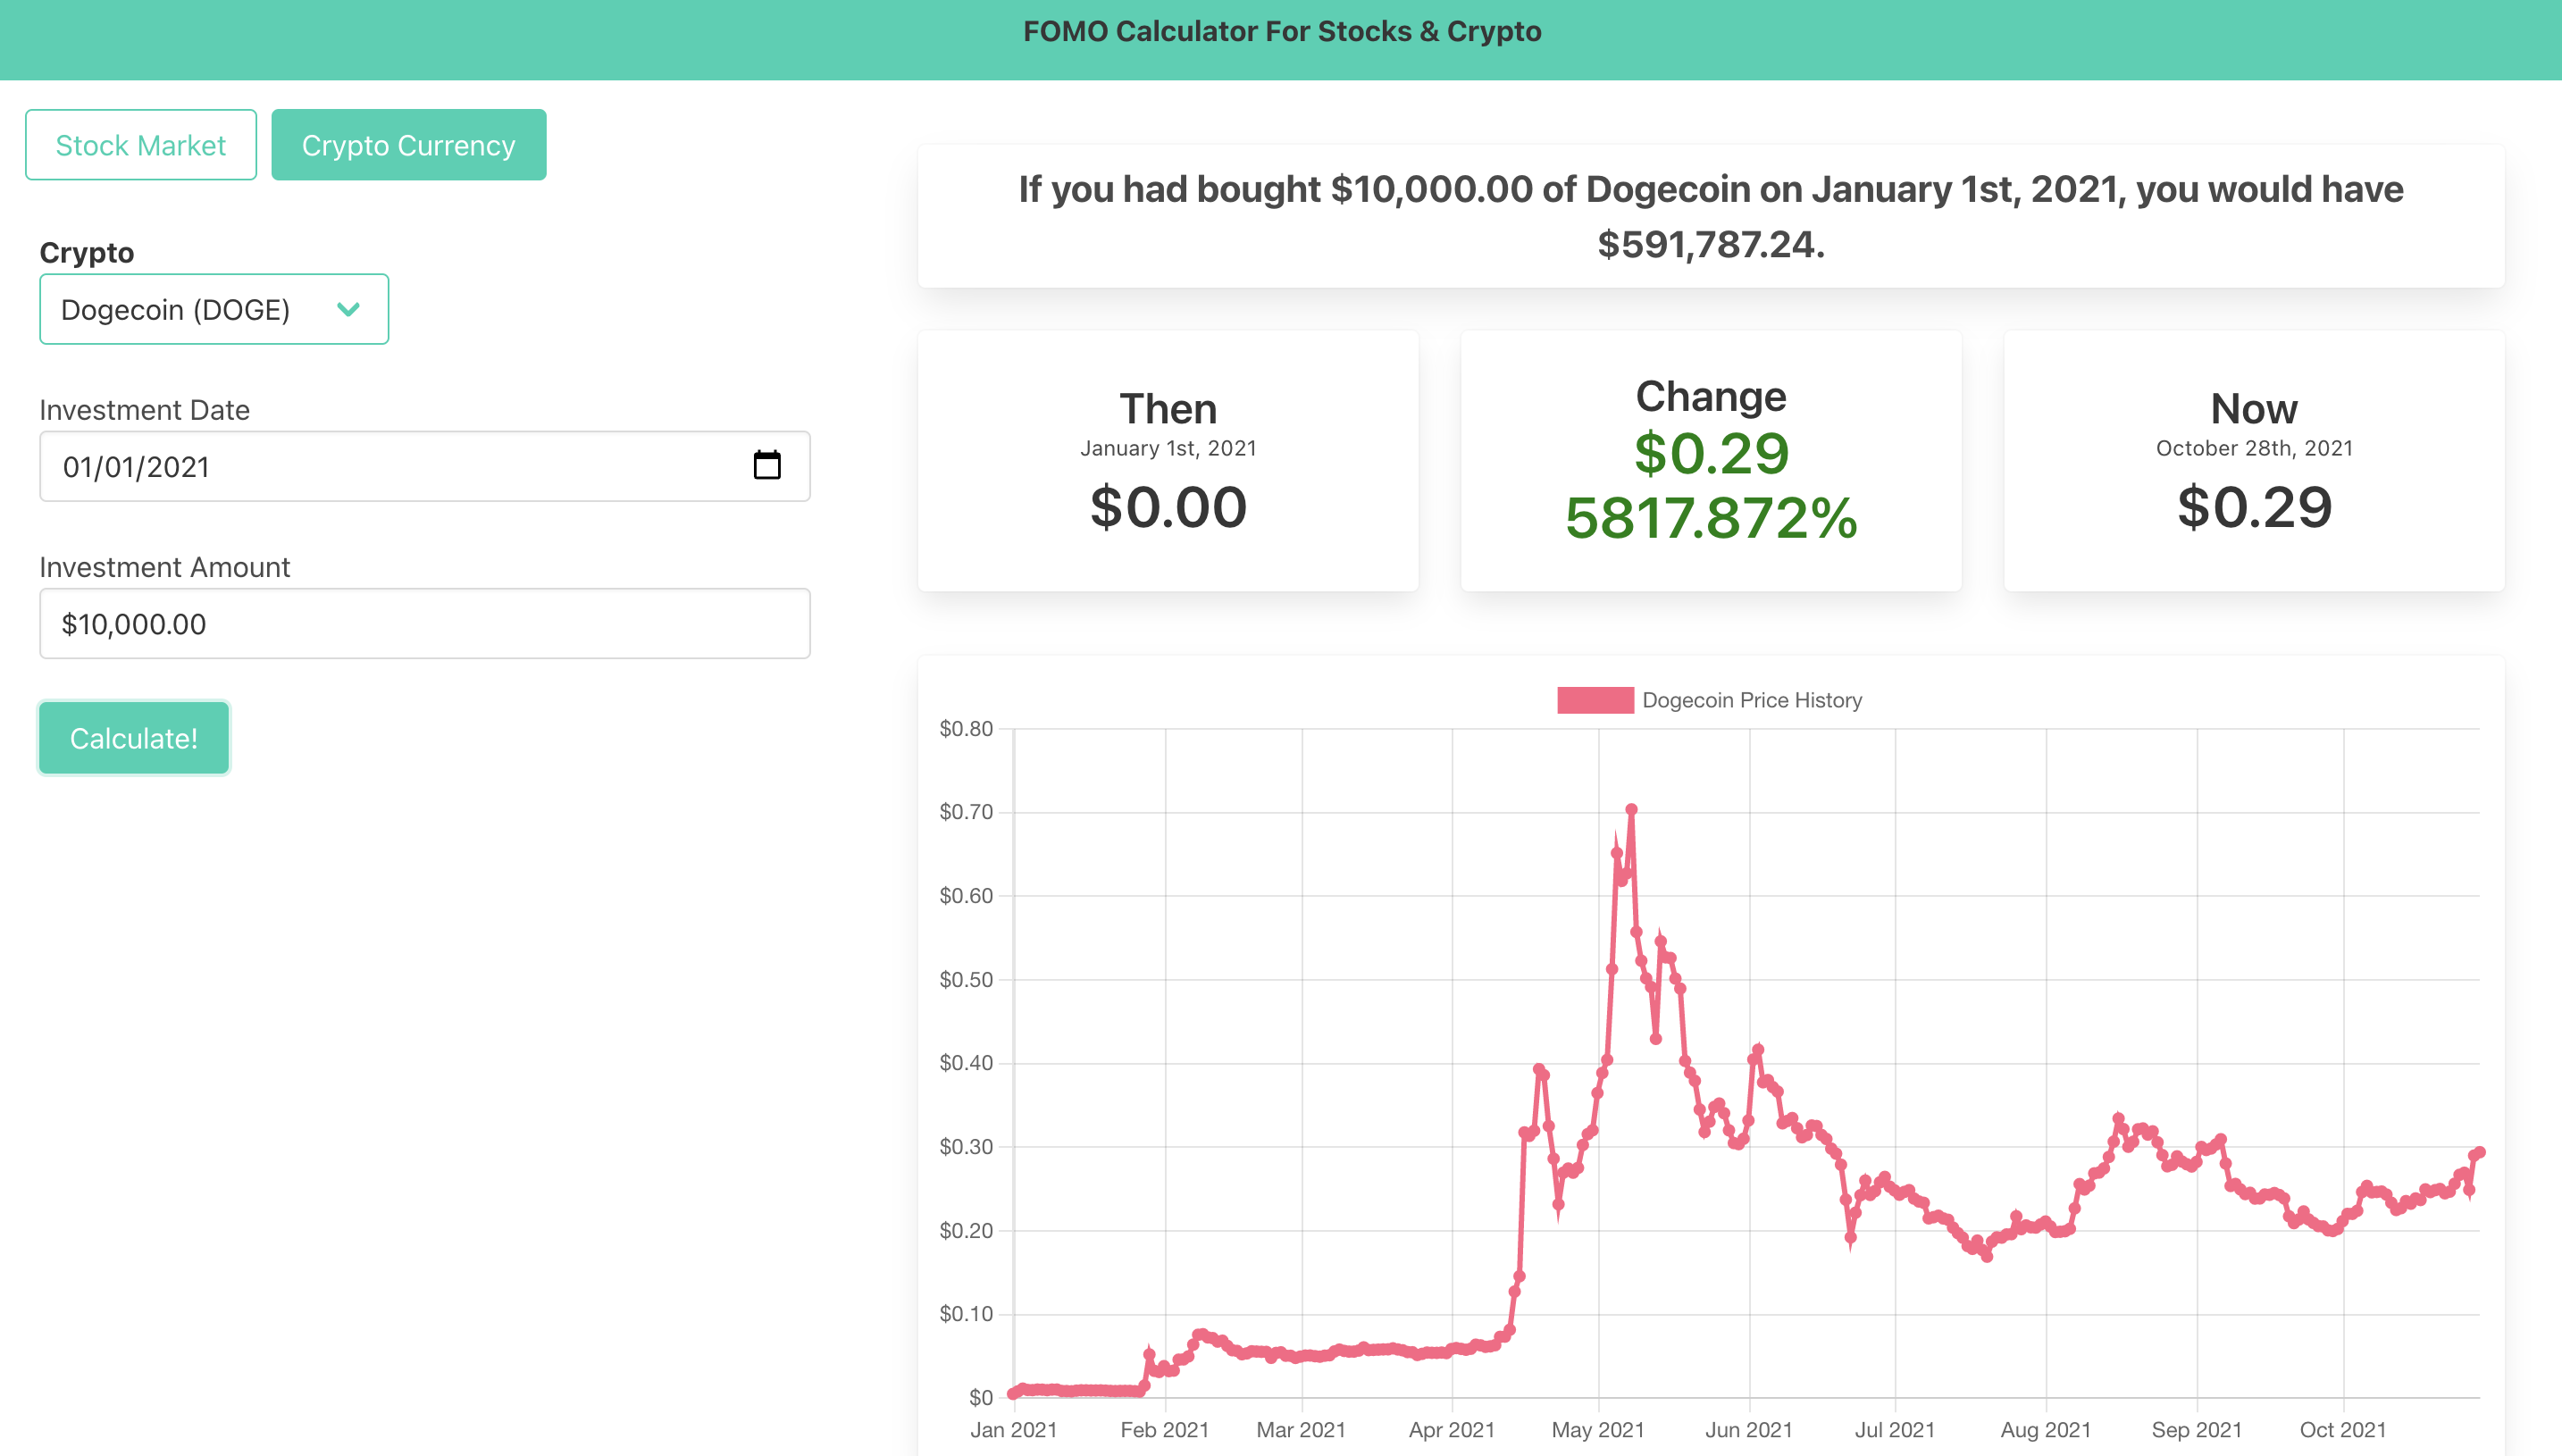 FOMO Calculator For Stocks & Crypto
Stock Market
Crypto Currency
Crypto
Dogecoin (DOGE)
Investment Date
01/01/2021
Investment Amount
$10,000.00
Calculate!
If you had bought $10,000.00 of Dogecoin on January 1st, 2021, you would have
$591,787.24.
Then
January 1st, 2021
$0.00
Change
$0.29
5817.872%
Now
October 28th, 2021
$0.29
Dogecoin Price History
$0.80
$0.70
$0.60
$0.50
$0.40
$0.30
$0.20
$0.10
$0
Jan 2021 Feb 2021 Mar 2021 Apr 2021 May 2021 Jun 2021 Jul 2021 Aug 2021 Sep 2021 Oct 2021